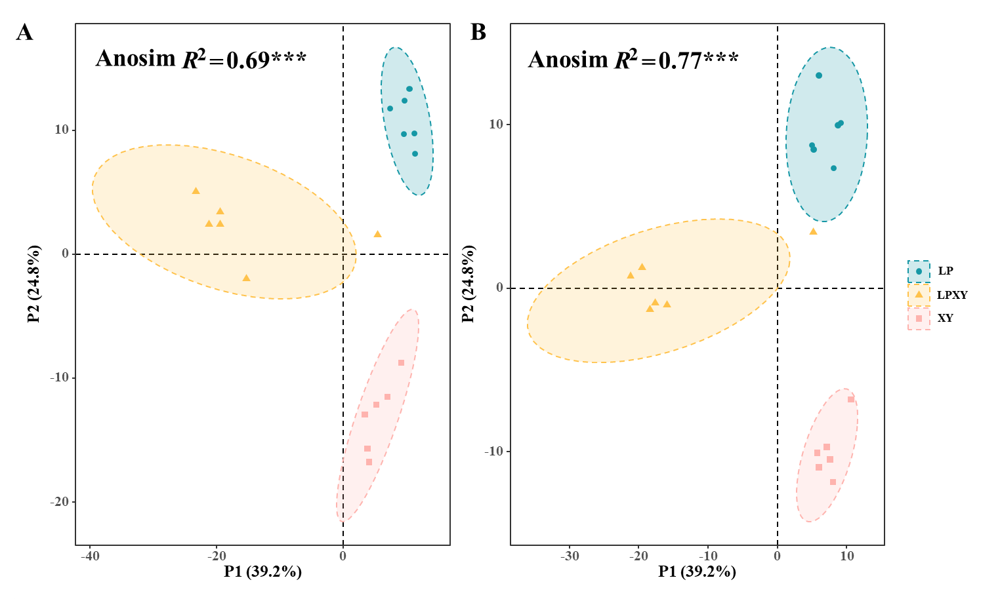 A
Anosim R²=0.69***
10
0
-10
-20
-40
-20
0
P1 (39.2%)
P2 (24.8%)
B
Anosim R²=0.77***
10
0
-10
-30
-20
-10
0
10
P1 (39.2%)
P2 (24.8%)
LP
LPXY
XY